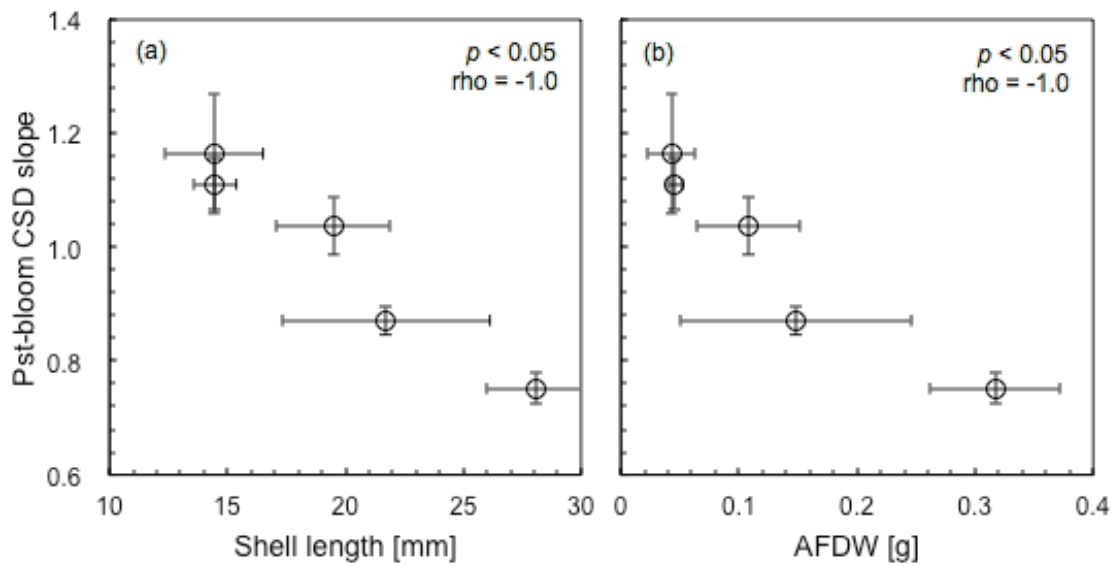 (a)
p < 0.05
rho = -1.0
(b)
p < 0.05
rho = -1.0
Pst-bloom CSD slope
1.4
1.2
1.0
0.8
0.6
10 15 20 25 30
0 0.1 0.2 0.3 0.4
Shell length [mm]
AFDW [g]